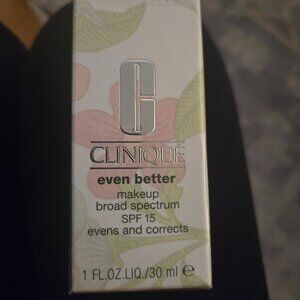 CLINIQUE
even better
makeup
broad spectrum
SPF 15
evens and corrects
1 FL.OZ.LIQ./30 ml e